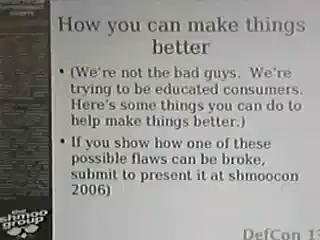 How you can make things
better
• (We're not the bad guys. We're
trying to be educated consumers.
Here's some things you can do to
help make things better.)
• If you show how one of these
possible flaws can be broke,
submit to present it at shmoocon
2006)
the
shmoo
group
DefCon 13